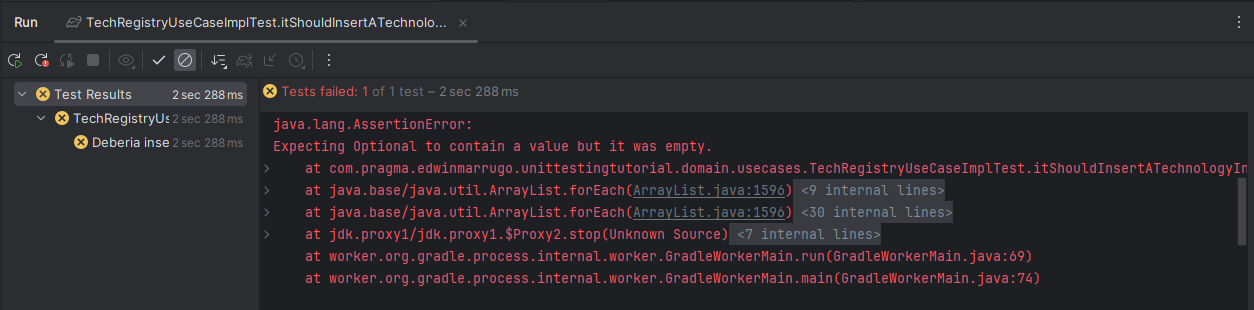 Run TechRegistryUseCaseImplTest.itShouldInsertATechnolo...
Test Results 2 sec 288 ms
TechRegistryUs 2 sec 288 ms
Deberia inse 2 sec 288 ms
Tests failed: 1 of 1 test – 2 sec 288 ms
java.lang.AssertionError:
Expecting Optional to contain a value but it was empty.
at com.pragma.edwinmarrugo.unittestingtutorial.domain.usecases.TechRegistryUseCaseImplTest.itShouldInsertATechnologyIn
at java.base/java.util.ArrayList.forEach(ArrayList.java:1596) <9 internal lines>
at java.base/java.util.ArrayList.forEach(ArrayList.java:1596) <30 internal lines>
at jdk.proxy1/jdk.proxy1.$Proxy2.stop(Unknown Source) <7 internal lines>
at worker.org.gradle.process.internal.worker.GradleWorkerMain.run(GradleWorkerMain.java:69)
at worker.org.gradle.process.internal.worker.GradleWorkerMain.main(GradleWorkerMain.java:74)